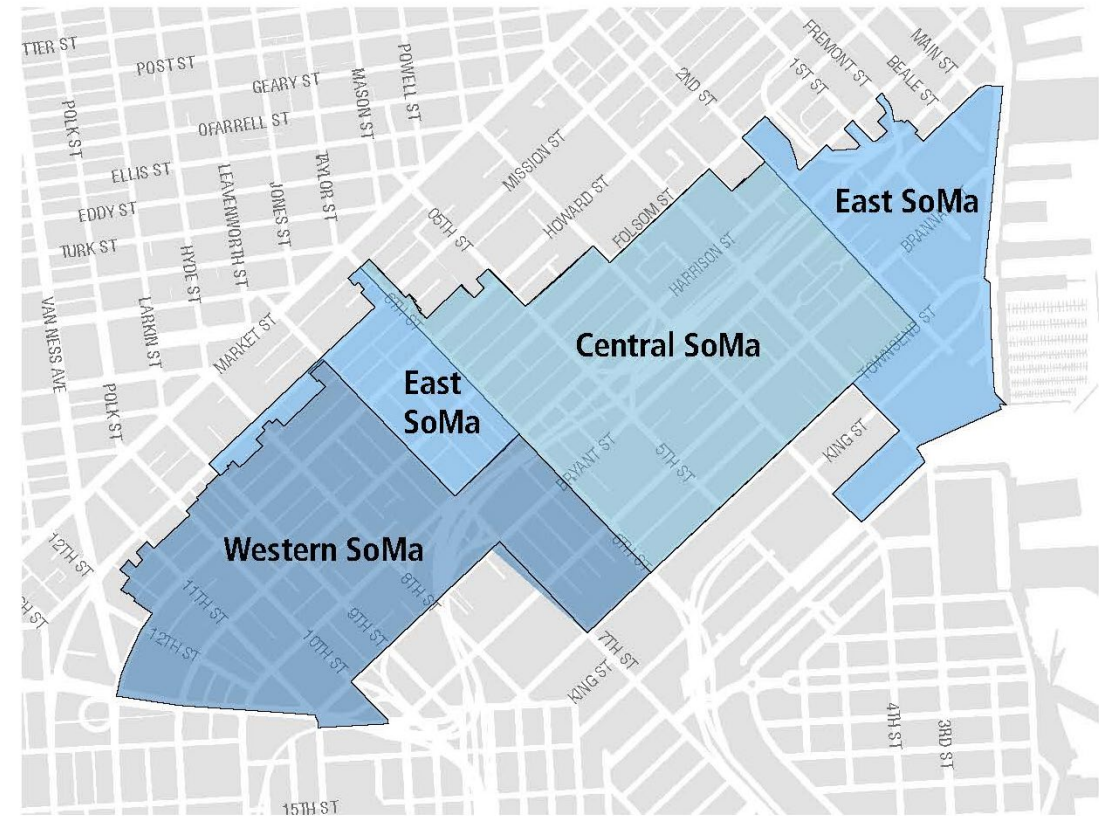 FREMONT ST
MAIN ST
BEALE ST
1ST ST
2ND ST
POST ST
GEARY ST
MASON ST
POWELL ST
POLK ST
OFARRELL ST
ELLIS ST
LEAVENWORTH ST
JONES ST
TAYLOR ST
MISSION ST
EDDY ST
TURK ST
HYDE ST
05TH ST
HOWARD ST
FOLSOM ST
HARRISON ST
East SoMa
BRANNA
VAN NESS AVE
LARKIN ST
MARKET ST
6TH ST
Central SoMa
TOWNSEND ST
East
SoMa
POLK ST
BRYANT ST
5TH ST
KING ST
12TH ST
Western SoMa
6TH ST
8TH ST
11TH ST
9TH ST
12TH ST
10TH ST
7TH ST
KING ST
4TH ST
3RD ST
15TH ST